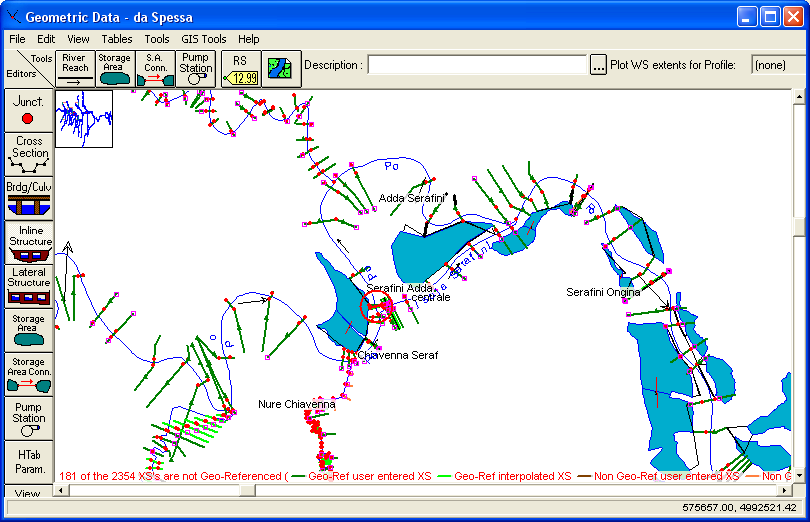 Geometric Data - da Spessa
File Edit View Tables Tools GIS Tools Help
Tools
Editors
River
Reach
Storage
Area
S.A.
Conn.
Pump
Station
RS
12.99
Description :
...
Plot WS extents for Profile:
(none)
Junct.
Cross
Section
Brdg/Culv
Inline
Structure
Lateral
Structure
Storage
Area
Storage
Area Conn.
Pump
Station
HTab
Param.
View
Po
Adda Serafini
Serafini Adda
centrale
Serafini Ongina
Chiavenna Seraf
Nure Chiavenna
Po
Po
181 of the 2354 XS's are not Geo-Referenced ( Geo-Ref user entered XS Geo-Ref interpolated XS Non Geo-Ref user entered XS Non G
575657.00, 4992521.42